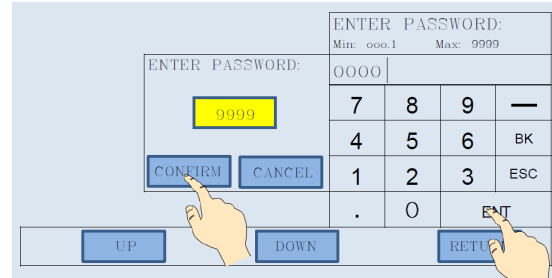 ENTER PASSWORD:
Min: ooo.1 Max: 9999
0000
ENTER PASSWORD:
9999
CONFIRM CANCEL
7 8 9 —
4 5 6 BK
1 2 3 ESC
. 0 ENT
UP DOWN